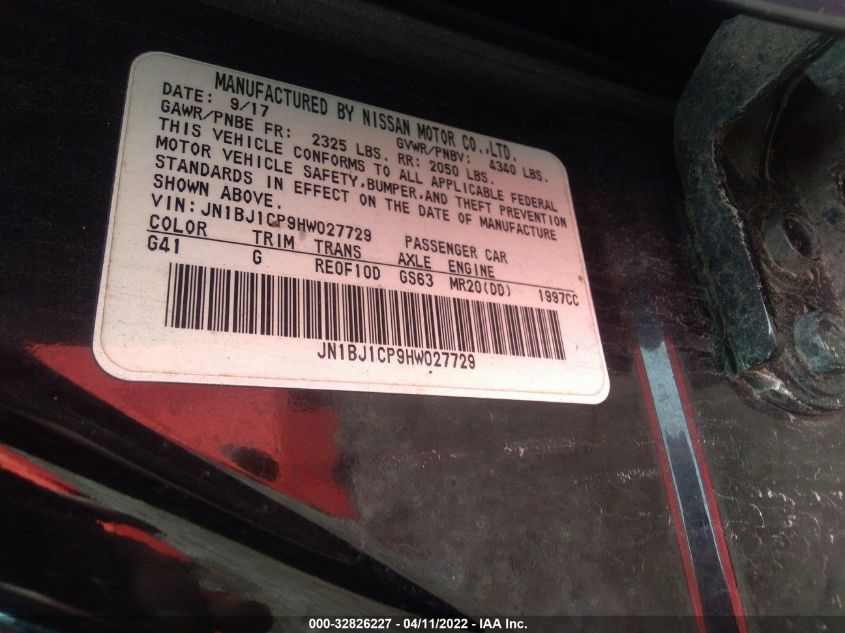 MANUFACTURED BY NISSAN MOTOR CO.,LTD.
DATE: 9/17 GVWR/PNBV: 4340 LBS.
GAWR/PNBE FR: 2325 LBS. RR: 2050 LBS.
THIS VEHICLE CONFORMS TO ALL APPLICABLE FEDERAL
MOTOR VEHICLE SAFETY,BUMPER,AND THEFT PREVENTION
STANDARDS IN EFFECT ON THE DATE OF MANUFACTURE
SHOWN ABOVE.
VIN:JN1BJ1CP9HW027729 PASSENGER CAR
COLOR TRIM TRANS AXLE ENGINE
G41 G RE0F10D GS63 MR20(DD) 1997CC
JN1BJ1CP9HW027729
000-32826227 - 04/11/2022 - IAA Inc.